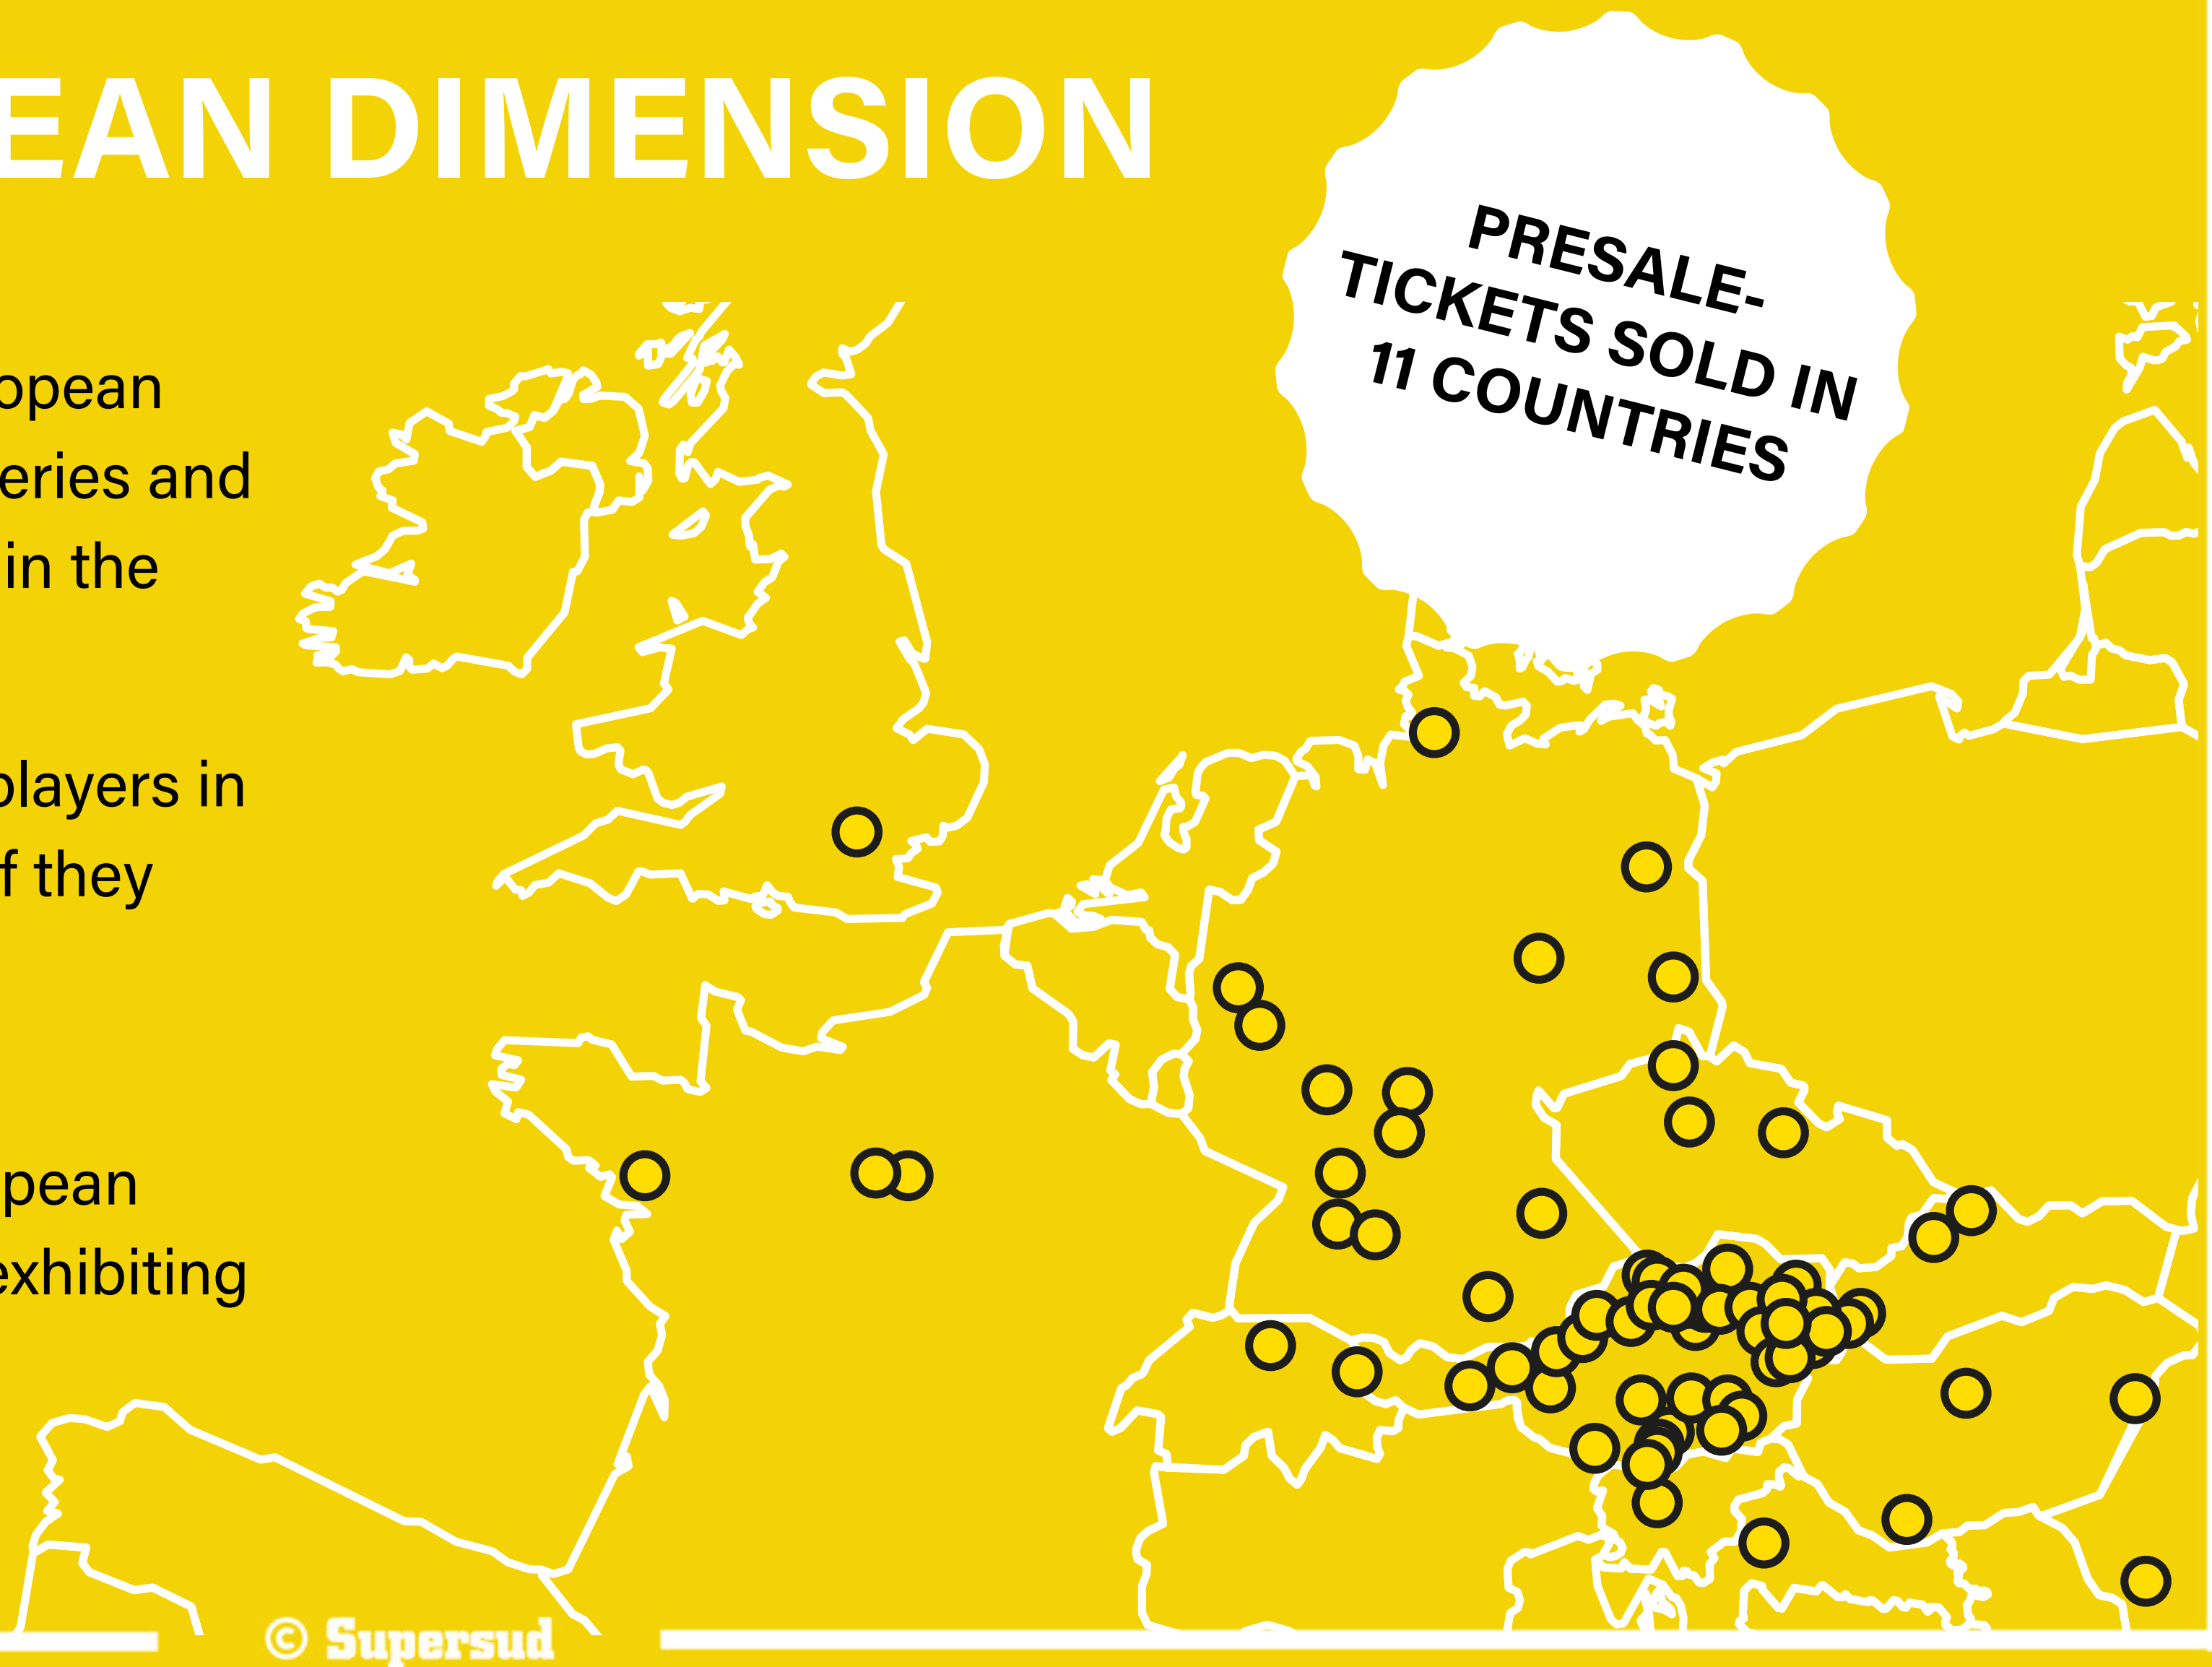 EAN DIMENSION
PRESALE-
TICKETS SOLD IN
11 COUNTRIES
opean
eries and
in the
players in
f they
pean
exhibiting
© Supersud